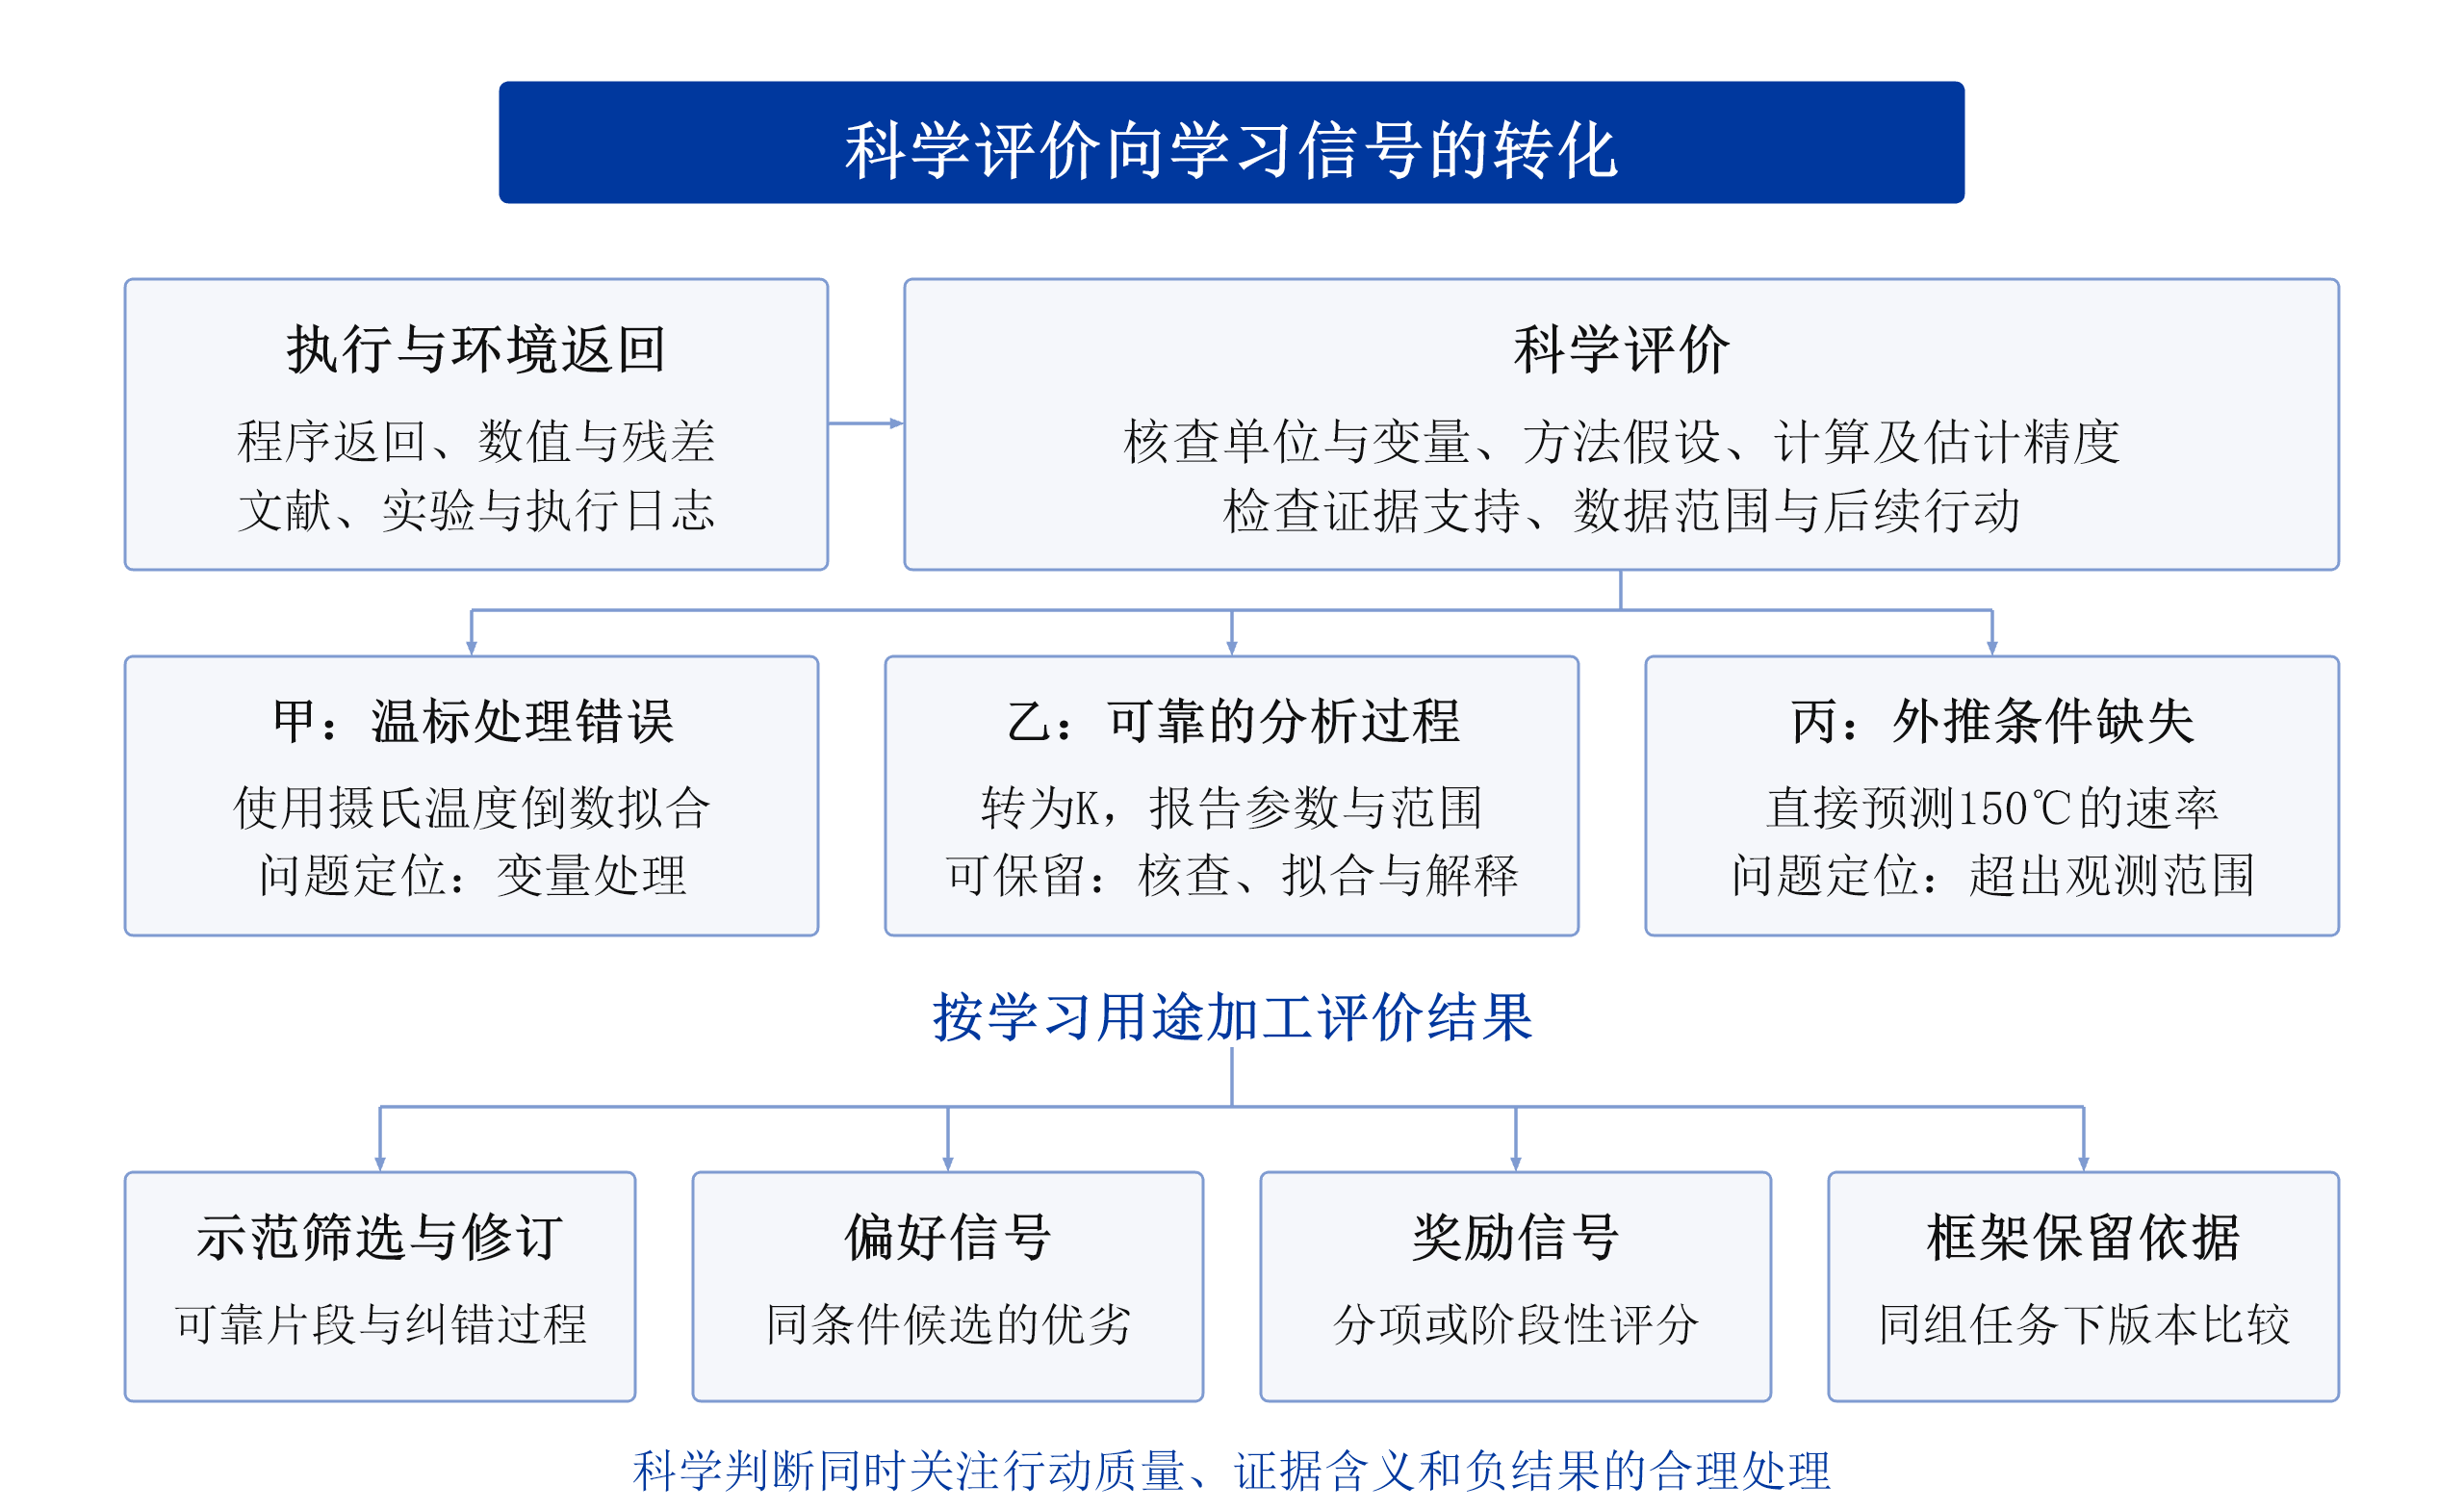 科学评价向学习信号的转化
执行与环境返回
程序返回、数值与残差
文献、实验与执行日志
科学评价
核查单位与变量、方法假设、计算及估计精度
检查证据支持、数据范围与后续行动
甲：温标处理错误
使用摄氏温度倒数拟合
问题定位：变量处理
乙：可靠的分析过程
转为K，报告参数与范围
可保留：核查、拟合与解释
丙：外推条件缺失
直接预测150℃的速率
问题定位：超出观测范围
按学习用途加工评价结果
示范筛选与修订
可靠片段与纠错过程
偏好信号
同条件候选的优劣
奖励信号
分项或阶段性评分
框架保留依据
同组任务下版本比较
科学判断同时关注行动质量、证据含义和负结果的合理处理